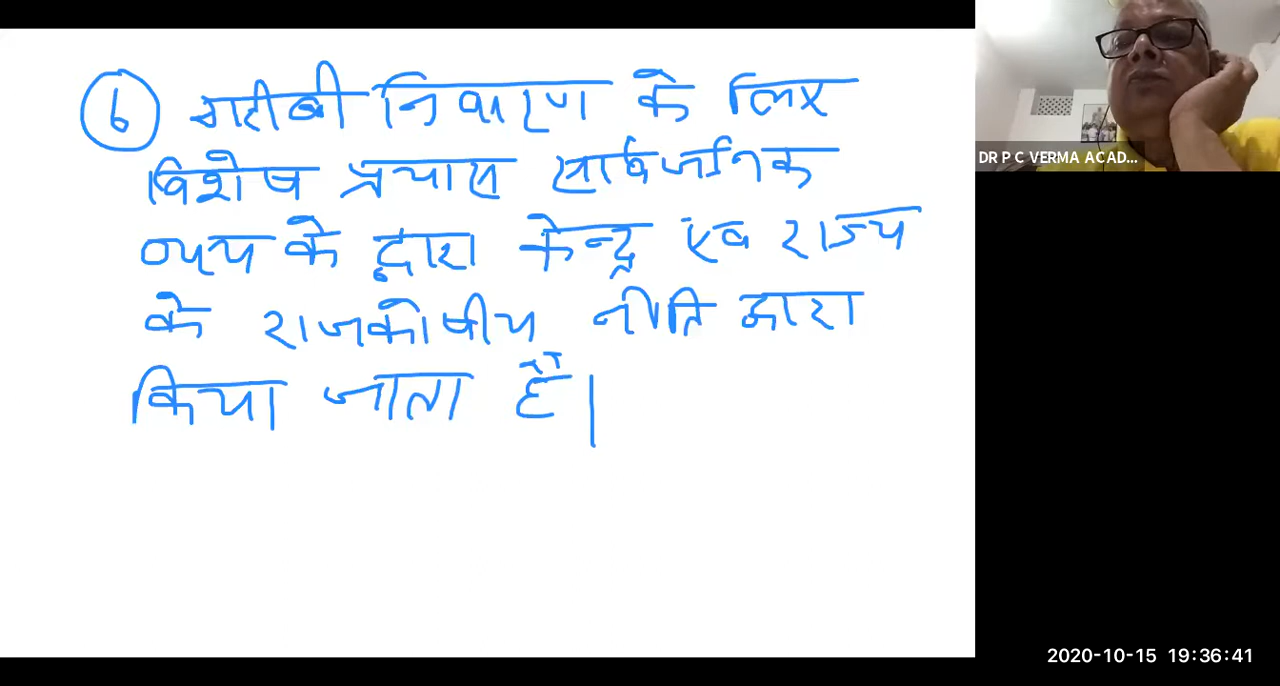 6 गरीबी निवारण के लिए
विशेष प्रयास सार्वजनिक
व्यय के द्वारा केन्द्र एवं राज्य
के राजकोषीय नीति द्वारा
किया जाता है|
DR P C VERMA ACAD...
2020-10-15 19:36:41